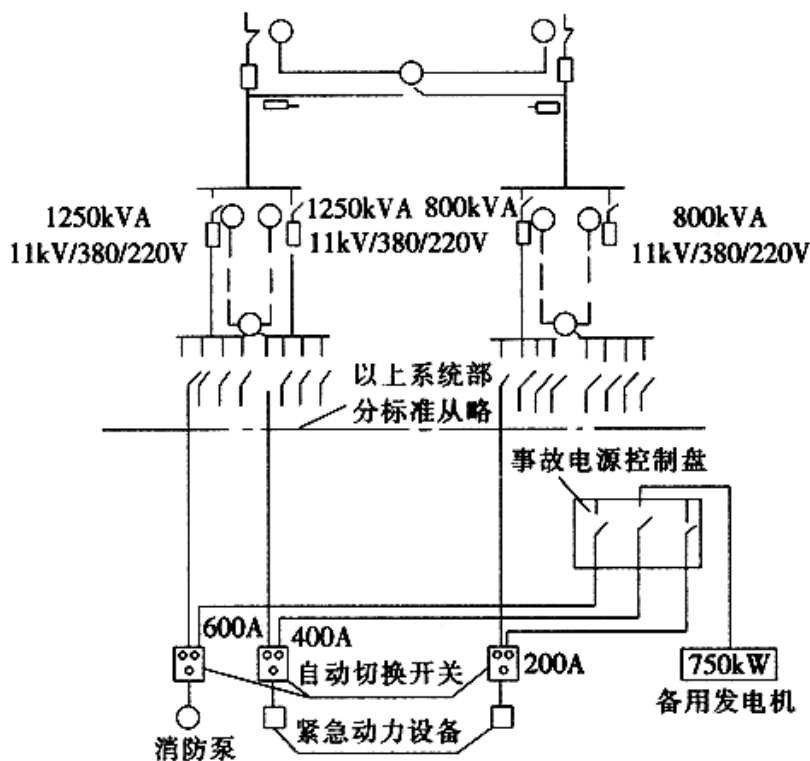 1250kVA
11kV/380/220V
1250kVA
11kV/380/220V
800kVA
800kVA
11kV/380/220V
以上系统部
分标准从略
事故电源控制盘
600A
400A
200A
自动切换开关
750kW
备用发电机
紧急动力设备
消防泵